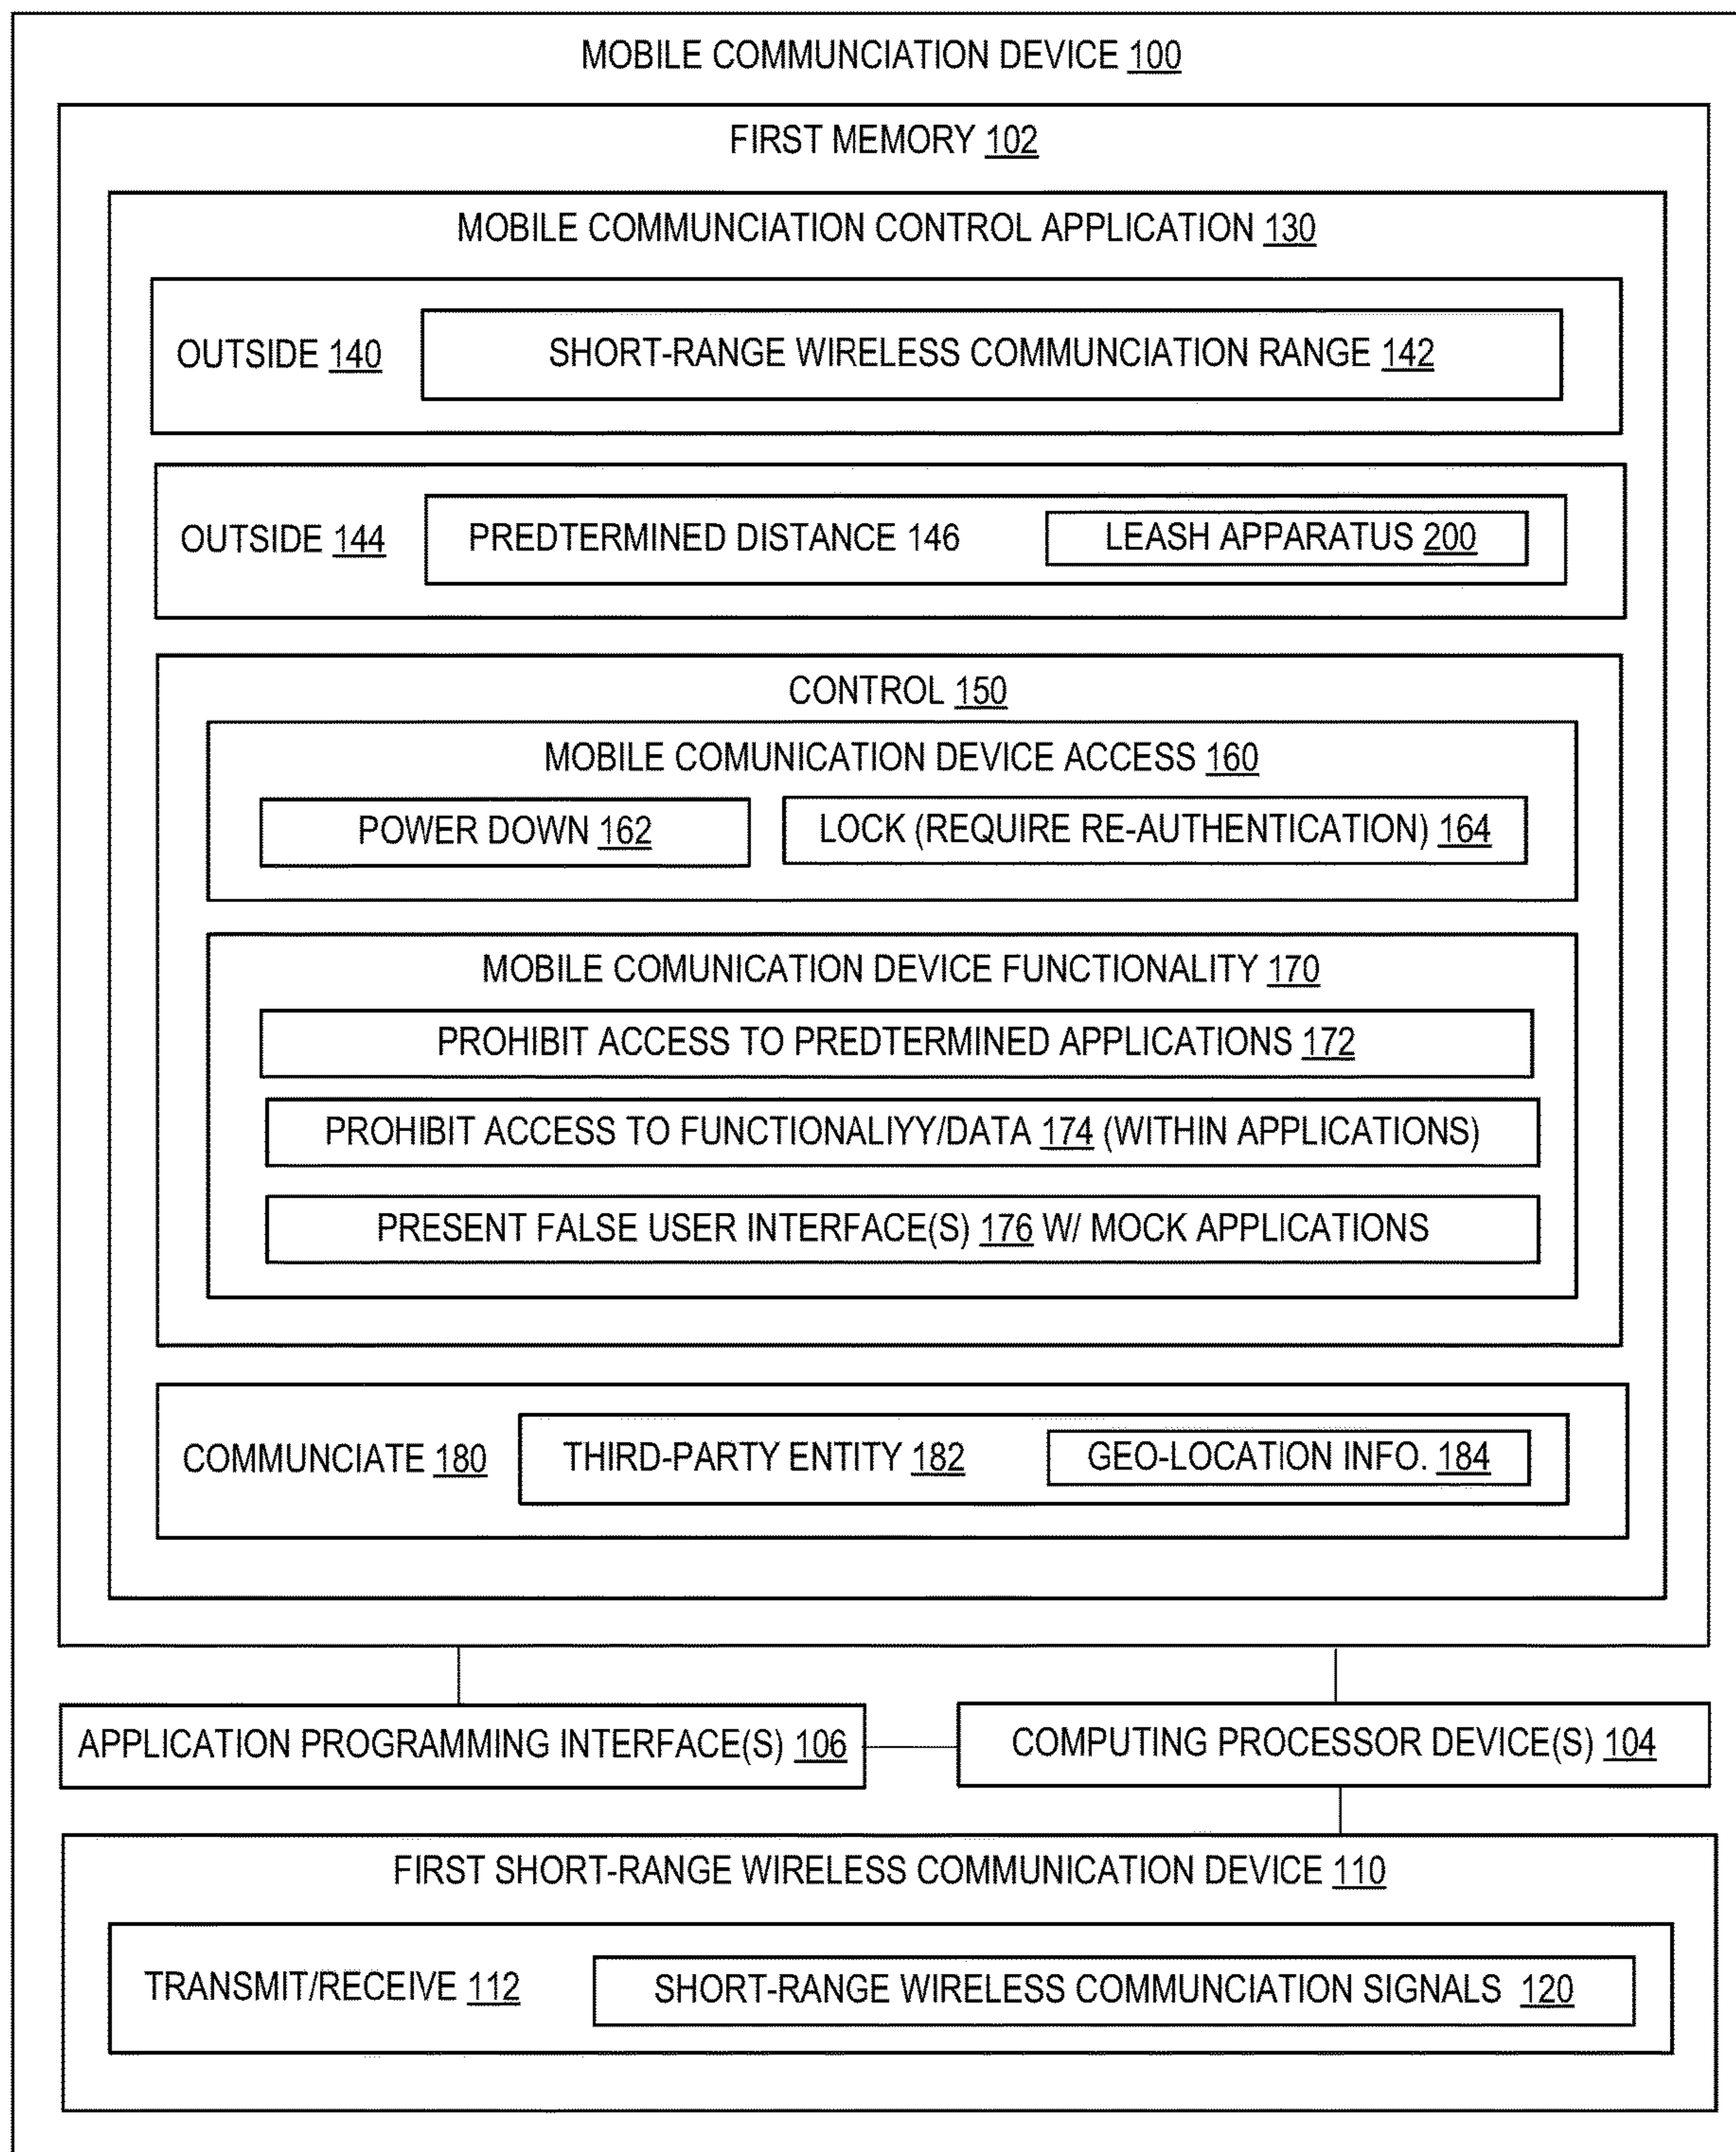 MOBILE COMMUNCIATION DEVICE 100
FIRST MEMORY 102
MOBILE COMMUNCIATION CONTROL APPLICATION 130
OUTSIDE 140
SHORT-RANGE WIRELESS COMMUNCIATION RANGE 142
OUTSIDE 144
PREDTERMINED DISTANCE 146
LEASH APPARATUS 200
CONTROL 150
MOBILE COMUNICATION DEVICE ACCESS 160
POWER DOWN 162
LOCK (REQUIRE RE-AUTHENTICATION) 164
MOBILE COMUNICATION DEVICE FUNCTIONALITY 170
PROHIBIT ACCESS TO PREDTERMINED APPLICATIONS 172
PROHIBIT ACCESS TO FUNCTIONALIYY/DATA 174 (WITHIN APPLICATIONS)
PRESENT FALSE USER INTERFACE(S) 176 W/ MOCK APPLICATIONS
COMMUNCIATE 180
THIRD-PARTY ENTITY 182
GEO-LOCATION INFO. 184
APPLICATION PROGRAMMING INTERFACE(S) 106
COMPUTING PROCESSOR DEVICE(S) 104
FIRST SHORT-RANGE WIRELESS COMMUNICATION DEVICE 110
TRANSMIT/RECEIVE 112
SHORT-RANGE WIRELESS COMMUNCIATION SIGNALS 120